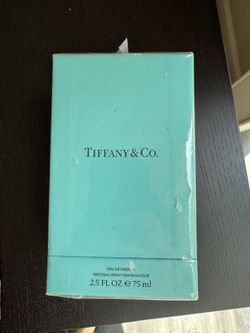 TIFFANY & CO.
EAU DE PARFUM
NATURAL SPRAY VAPORISATEUR
2.5 FL OZ ℮ 75 ml